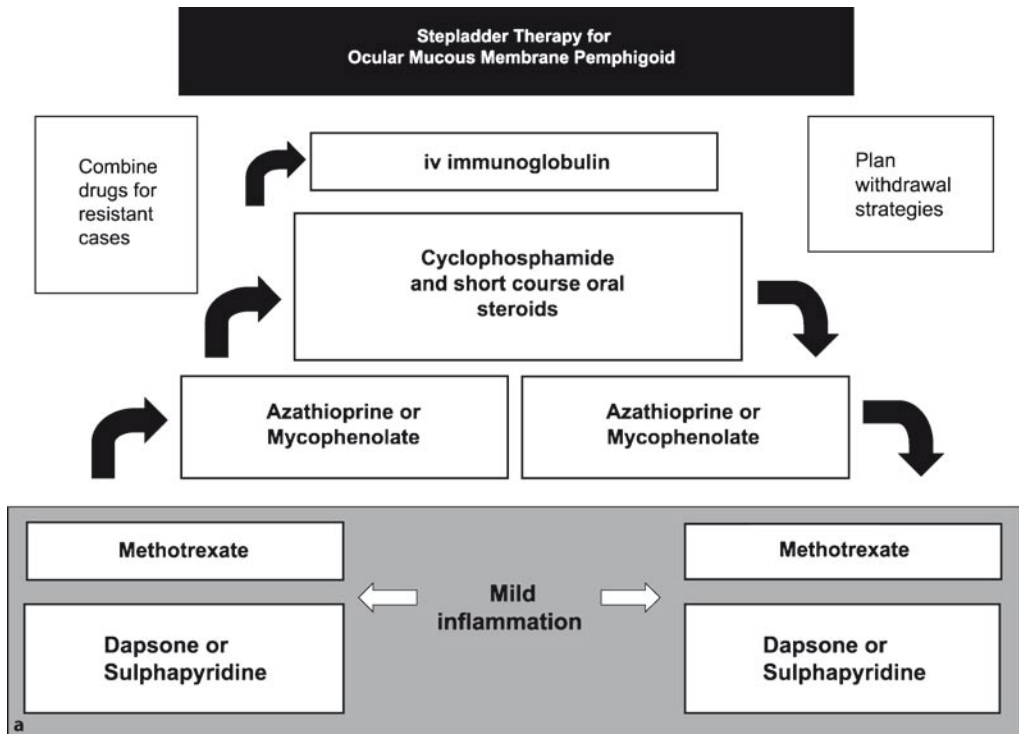 Stepladder Therapy for
Ocular Mucous Membrane Pemphigoid
Combine
drugs for
resistant
cases
iv immunoglobulin
Plan
withdrawal
strategies
Cyclophosphamide
and short course oral
steroids
Azathioprine or
Mycophenolate
Azathioprine or
Mycophenolate
Methotrexate
Methotrexate
Mild
inflammation
Dapsone or
Sulphapyridine
Dapsone or
Sulphapyridine
a